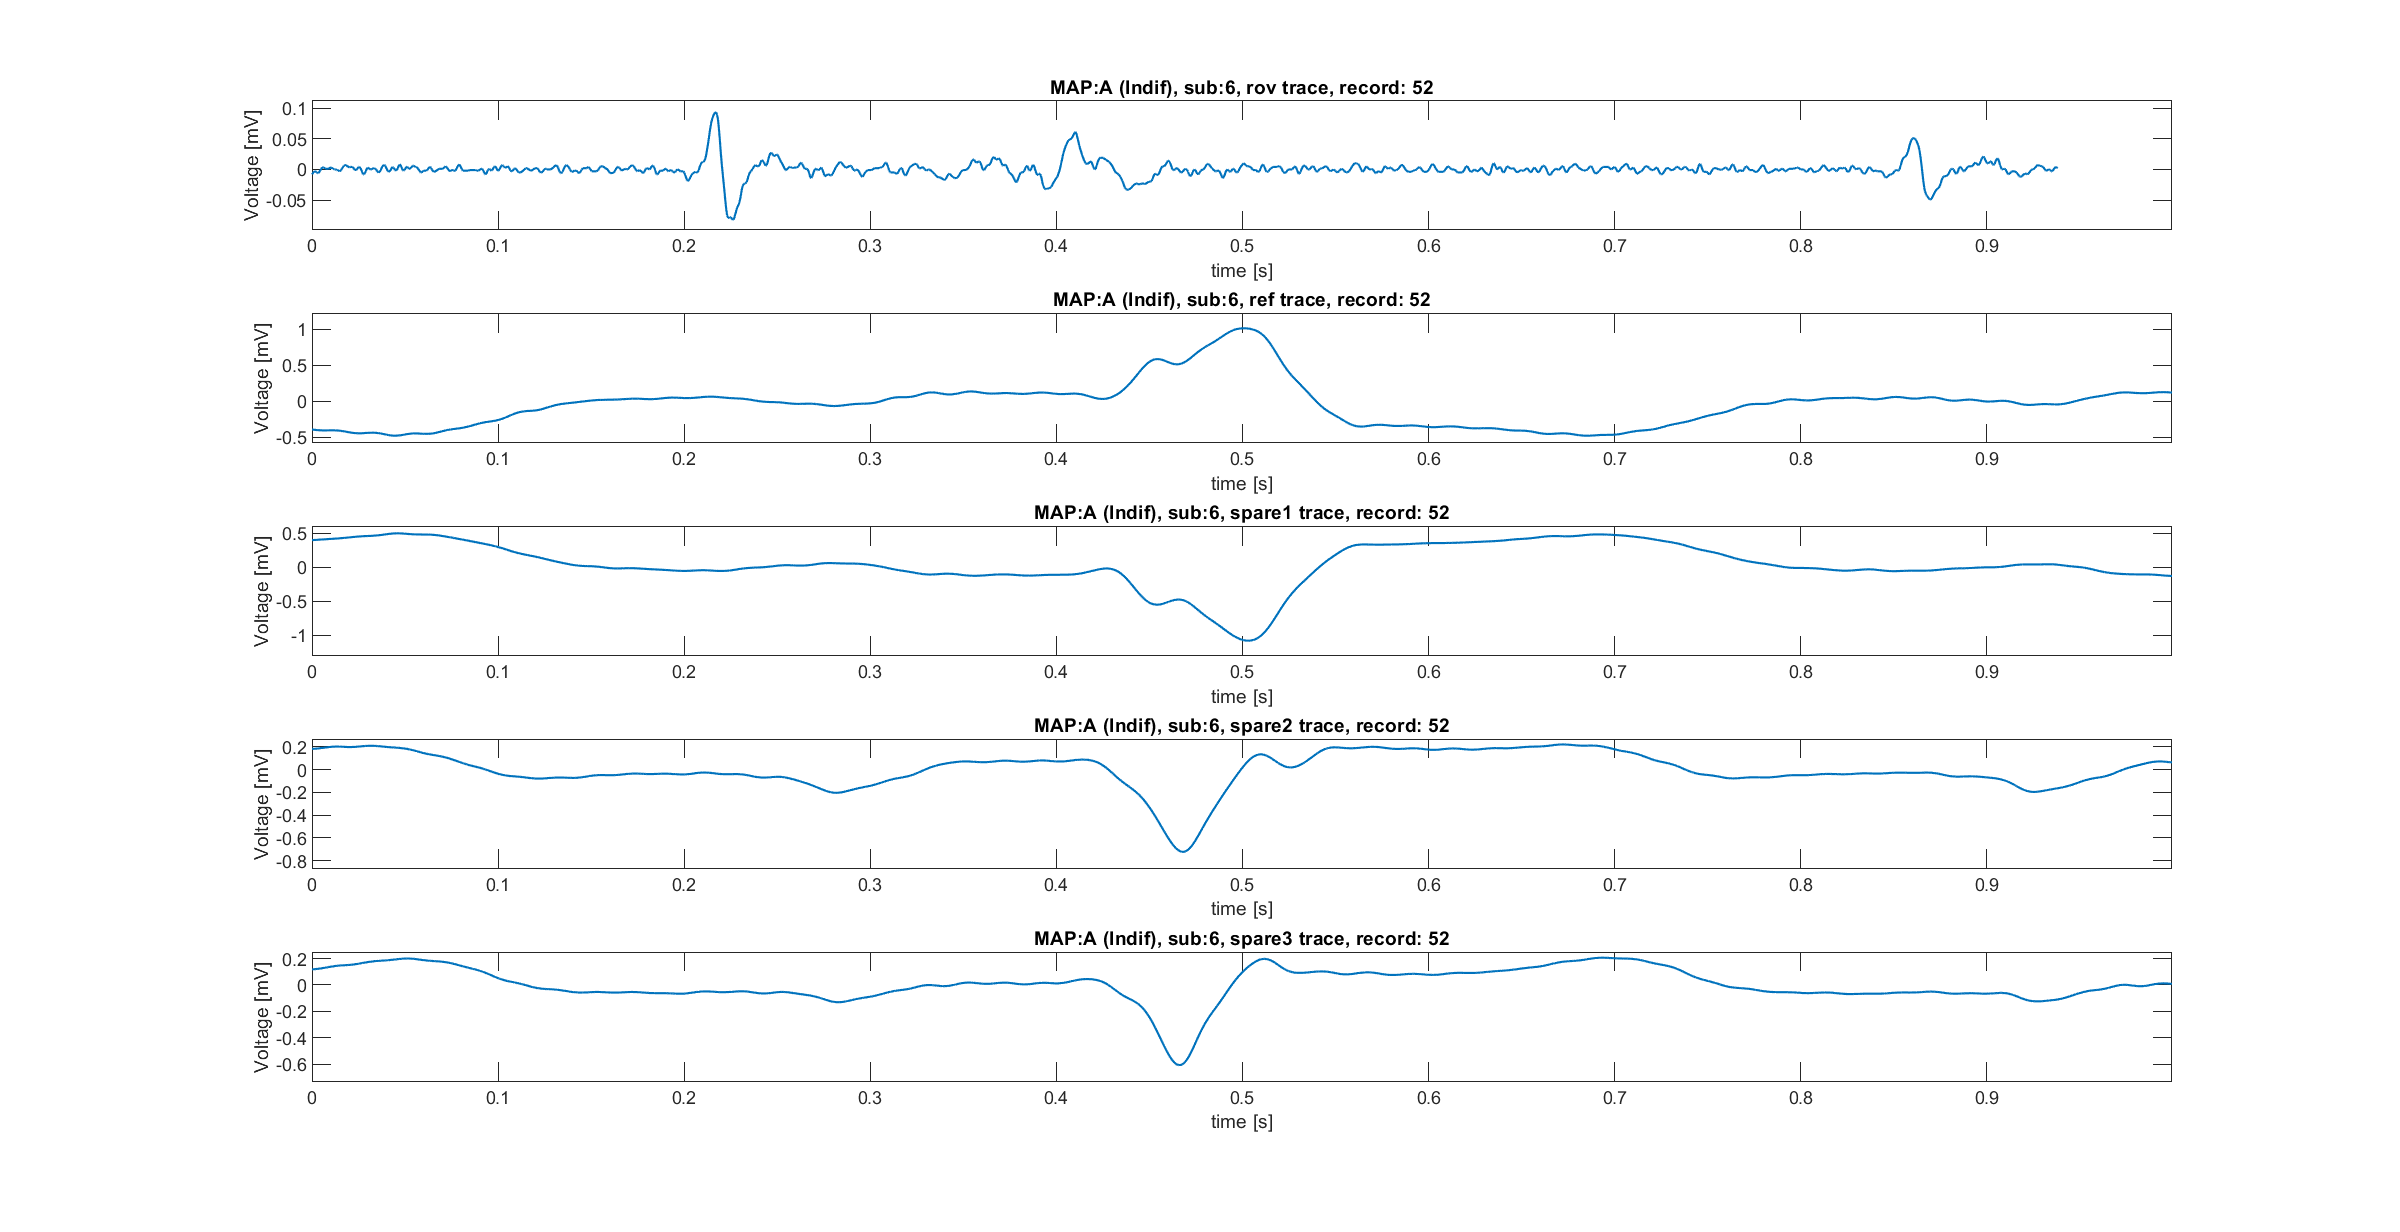 MAP:A (Indif), sub:6, rov trace, record: 52
Voltage [mV]
0.1
0.05
0
-0.05
0 0.1 0.2 0.3 0.4 0.5 0.6 0.7 0.8 0.9
time [s]
MAP:A (Indif), sub:6, ref trace, record: 52
Voltage [mV]
1
0.5
0
-0.5
0 0.1 0.2 0.3 0.4 0.5 0.6 0.7 0.8 0.9
time [s]
MAP:A (Indif), sub:6, spare1 trace, record: 52
Voltage [mV]
0.5
0
-0.5
-1
0 0.1 0.2 0.3 0.4 0.5 0.6 0.7 0.8 0.9
time [s]
MAP:A (Indif), sub:6, spare2 trace, record: 52
Voltage [mV]
0.2
0
-0.2
-0.4
-0.6
-0.8
0 0.1 0.2 0.3 0.4 0.5 0.6 0.7 0.8 0.9
time [s]
MAP:A (Indif), sub:6, spare3 trace, record: 52
Voltage [mV]
0.2
0
-0.2
-0.4
-0.6
0 0.1 0.2 0.3 0.4 0.5 0.6 0.7 0.8 0.9
time [s]